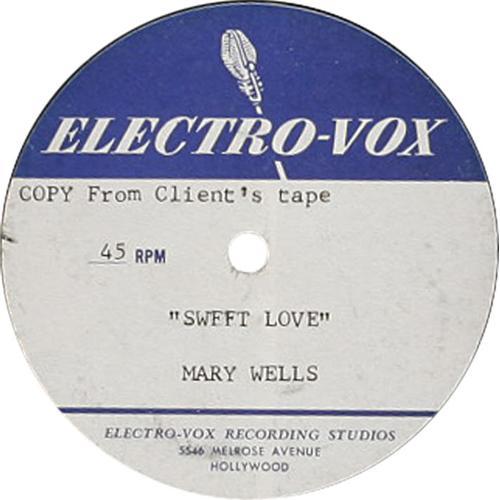 ELECTRO-VOX
COPY From Client's tape
45 RPM
"SWFFT LOVE"
MARY WELLS
ELECTRO-VOX RECORDING STUDIOS
5546 MELROSE AVENUE
HOLLYWOOD